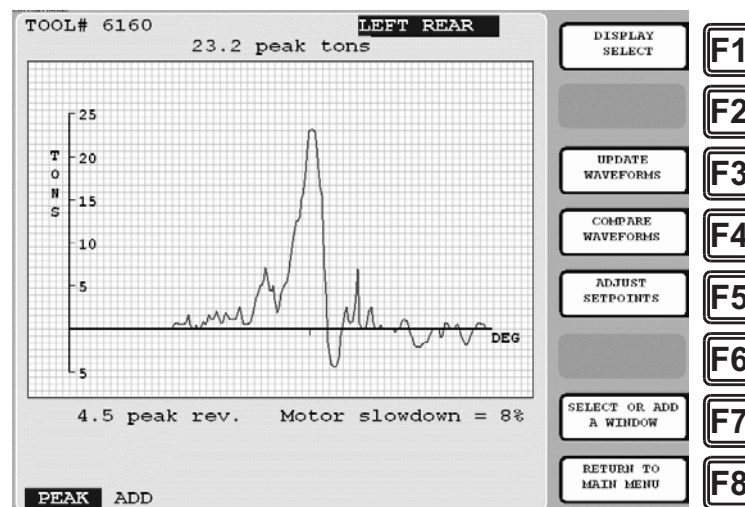 TOOL# 6160 LEFT REAR
23.2 peak tons
25
20
15
10
5
5
TONS
DEG
4.5 peak rev. Motor slowdown = 8%
PEAK ADD
DISPLAY
SELECT
F1
F2
UPDATE
WAVEFORMS
F3
COMPARE
WAVEFORMS
F4
ADJUST
SETPOINTS
F5
F6
SELECT OR ADD
A WINDOW
F7
RETURN TO
MAIN MENU
F8